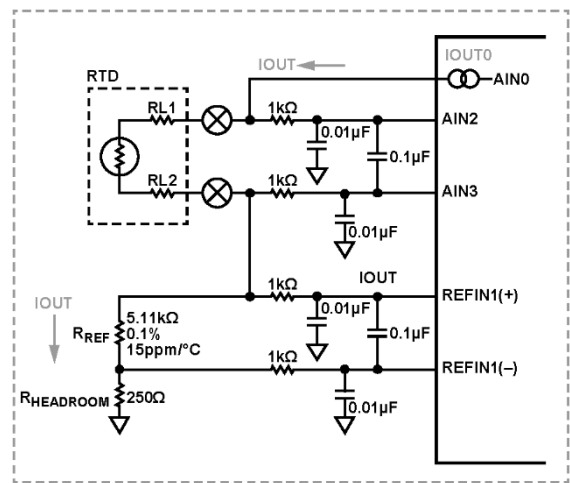 IOUT
IOUT0
AIN0
RTD
RL1
1kΩ
0.01µF
AIN2
0.1µF
RL2
1kΩ
AIN3
0.01µF
IOUT
IOUT
1kΩ
REFIN1(+)
RREF
5.11kΩ
0.1%
15ppm/°C
0.01µF
0.1µF
1kΩ
REFIN1(–)
RHEADROOM
250Ω
0.01µF